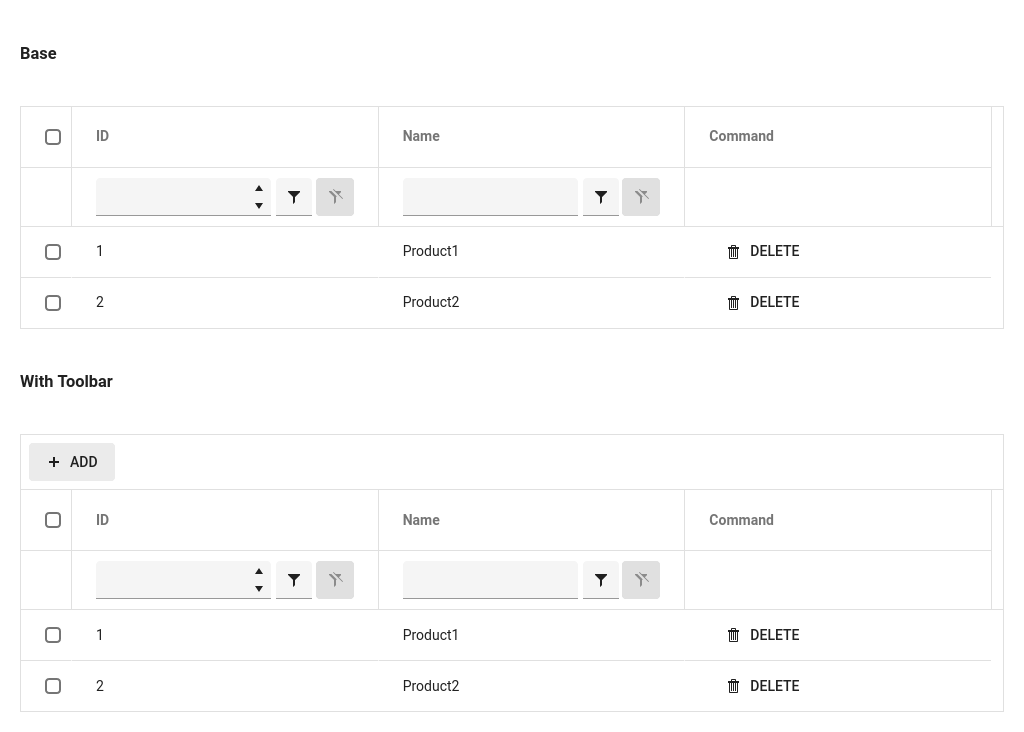 Base
ID Name Command
1 Product1 DELETE
2 Product2 DELETE
With Toolbar
ADD
ID Name Command
1 Product1 DELETE
2 Product2 DELETE